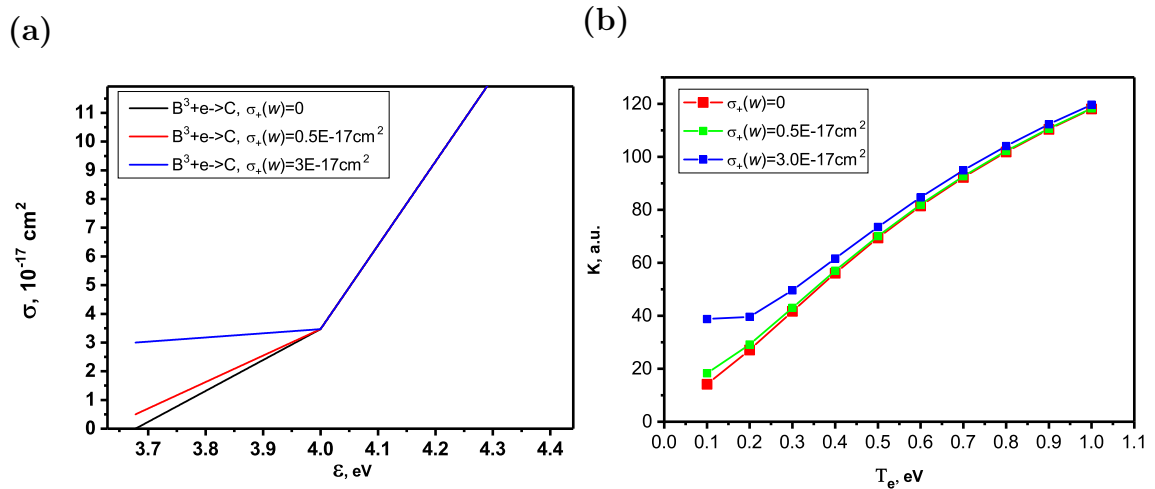 (a)
(b)
B³+e->C, σ₊(w)=0
B³+e->C, σ₊(w)=0.5E-17cm²
B³+e->C, σ₊(w)=3E-17cm²
σ, 10⁻¹⁷ cm²
11
10
9
8
7
6
5
4
3
2
1
0
3.7 3.8 3.9 4.0 4.1 4.2 4.3 4.4
Ɛ, eV
σ₊(w)=0
σ₊(w)=0.5E-17cm²
σ₊(w)=3.0E-17cm²
K, a.u.
120
100
80
60
40
20
0
0.0 0.1 0.2 0.3 0.4 0.5 0.6 0.7 0.8 0.9 1.0 1.1
Tₑ, eV